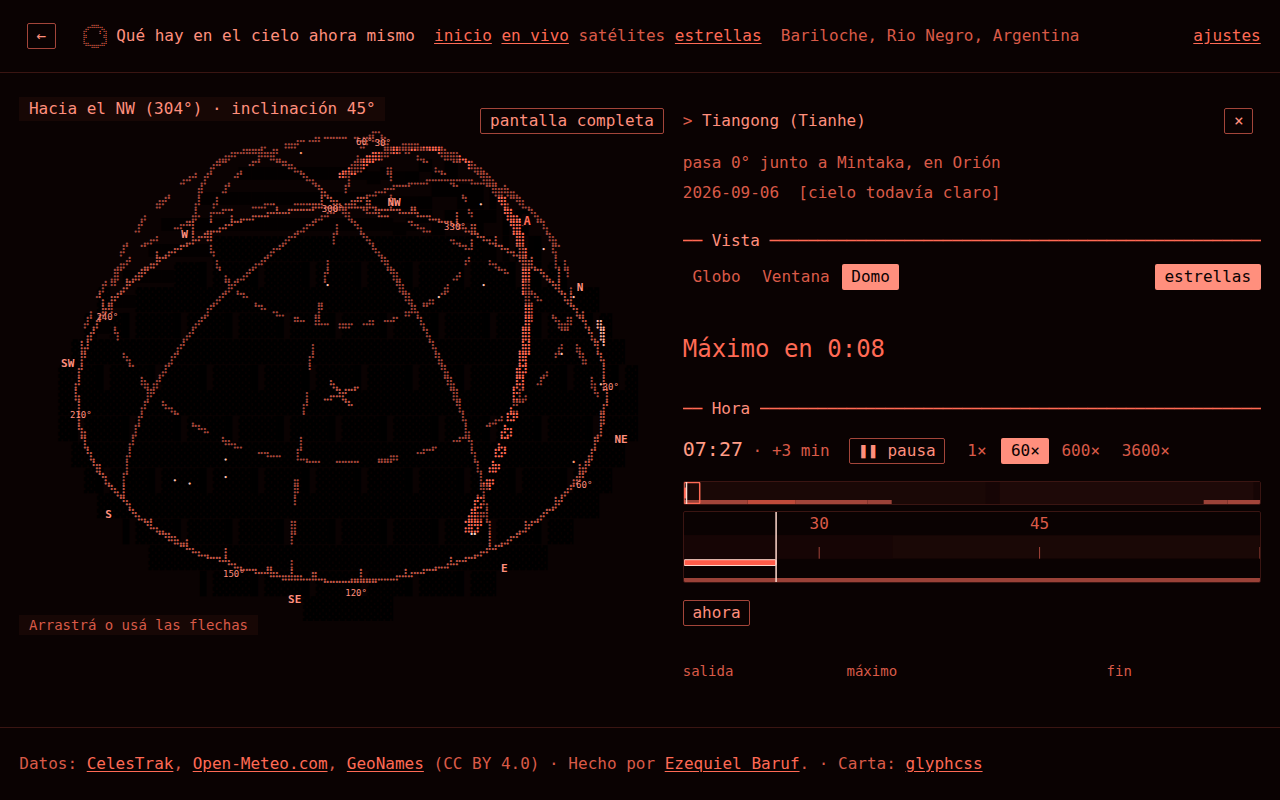 ← Qué hay en el cielo ahora mismo inicio en vivo satélites estrellas Bariloche, Rio Negro, Argentina ajustes
Hacia el NW (304°) · inclinación 45°
pantalla completa
60° 30°
NW
300°
330°
A
W
N
240°
SW
30°
210°
NE
60°
S
150°
E
120°
SE
Arrastrá o usá las flechas
> Tiangong (Tianhe) ×
pasa 0° junto a Mintaka, en Orión
2026-09-06 [cielo todavía claro]
Vista
Globo Ventana Domo estrellas
Máximo en 0:08
Hora
07:27 · +3 min ❚❚ pausa 1× 60× 600× 3600×
30 45
ahora
salida máximo fin
Datos: CelesTrak, Open-Meteo.com, GeoNames (CC BY 4.0) · Hecho por Ezequiel Baruf. · Carta: glyphcss